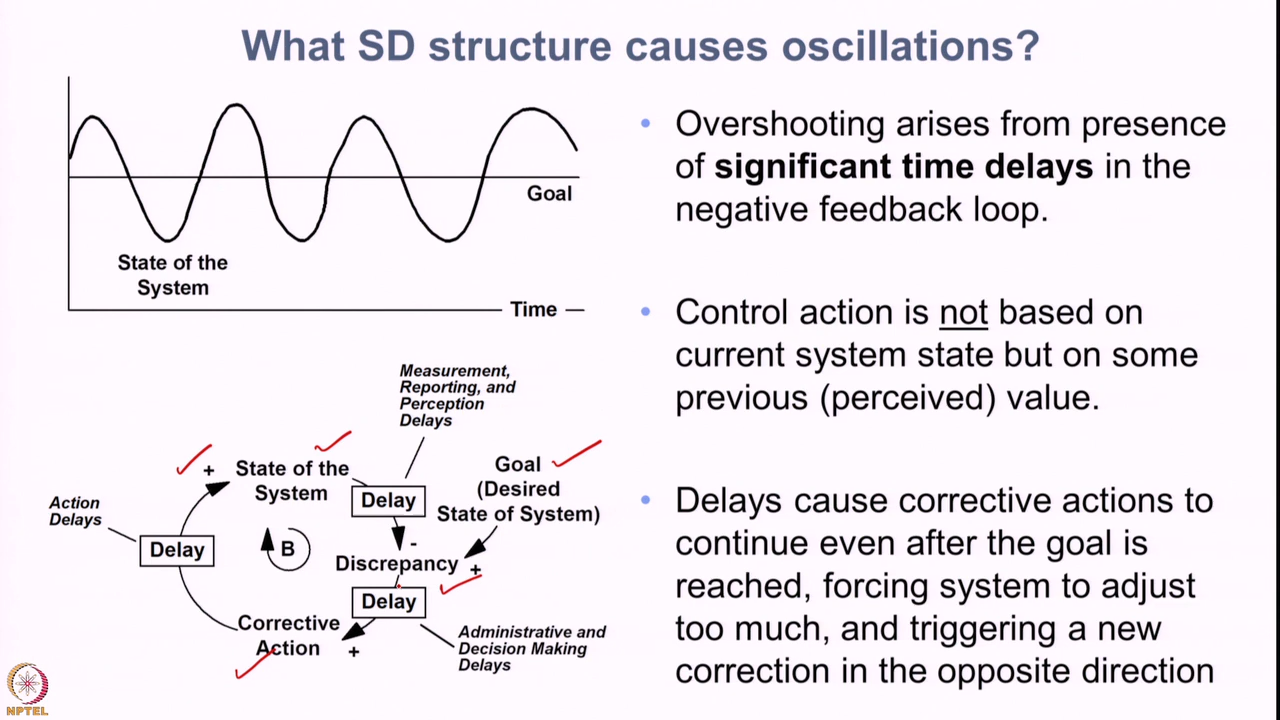 What SD structure causes oscillations?
Goal
State of the
System
Time
• Overshooting arises from presence
of significant time delays in the
negative feedback loop.
• Control action is not based on
current system state but on some
previous (perceived) value.
• Delays cause corrective actions to
continue even after the goal is
reached, forcing system to adjust
too much, and triggering a new
correction in the opposite direction
Measurement,
Reporting, and
Perception
Delays
+
State of the
System
Delay
Goal
(Desired
State of System)
Action
Delays
Delay
B
-
Discrepancy
+
Delay
Corrective
Action
+
Administrative and
Decision Making
Delays
NPTEL